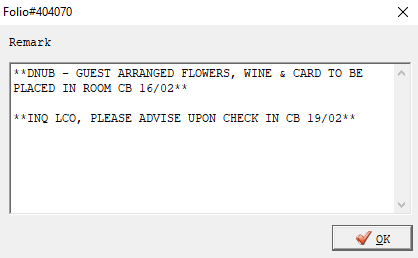 Folio#404070
Remark
**DNUB - GUEST ARRANGED FLOWERS, WINE & CARD TO BE
PLACED IN ROOM CB 16/02**
**INQ LCO, PLEASE ADVISE UPON CHECK IN CB 19/02**
OK